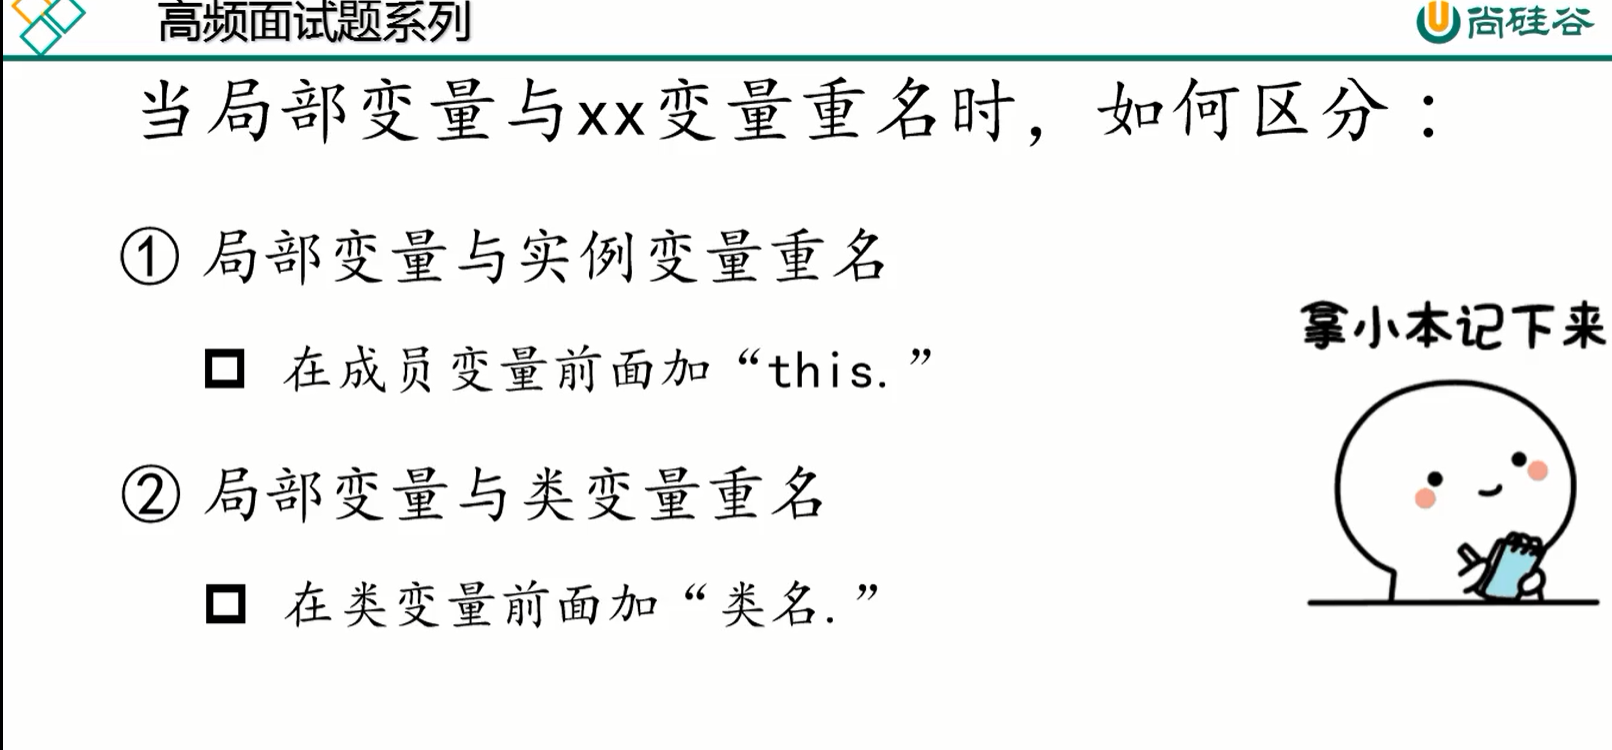 高频面试题系列
尚硅谷
当局部变量与xx变量重名时，如何区分：
① 局部变量与实例变量重名
在成员变量前面加“this.”
拿小本记下来
② 局部变量与类变量重名
在类变量前面加“类名.”